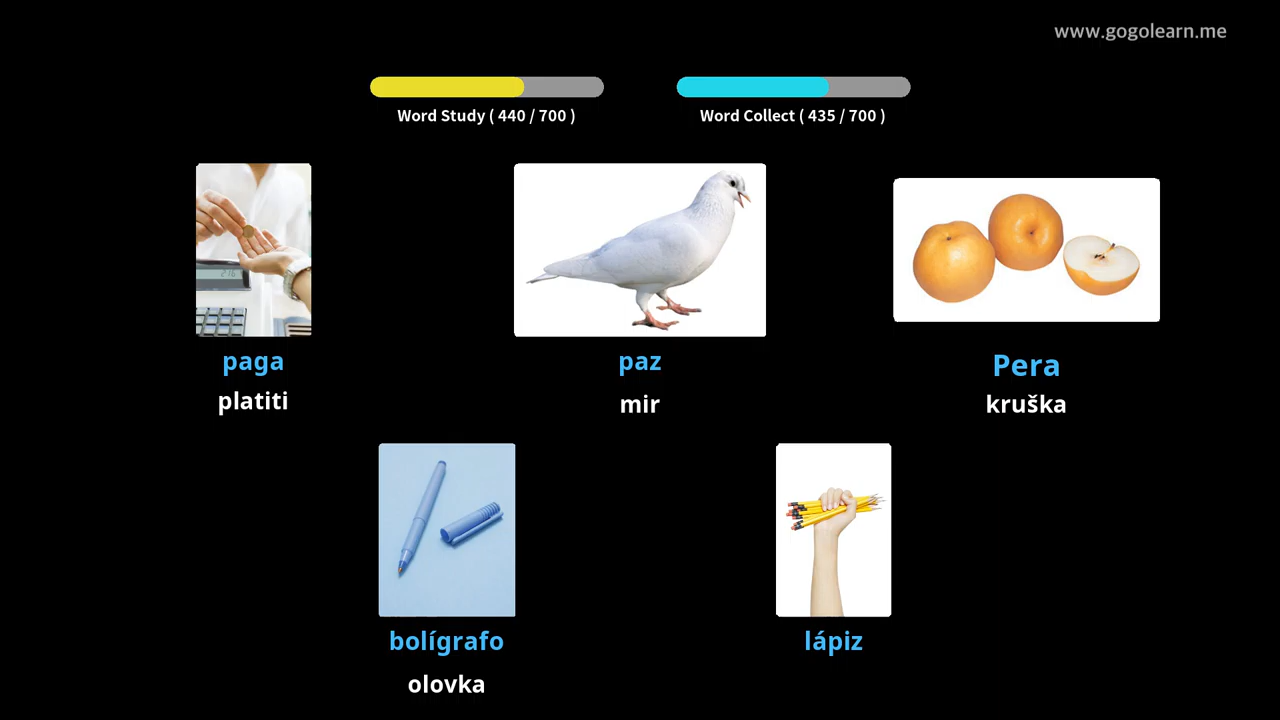 www.gogolearn.me
Word Study ( 440 / 700 )
Word Collect ( 435 / 700 )
paga
platiti
paz
mir
Pera
kruška
bolígrafo
olovka
lápiz